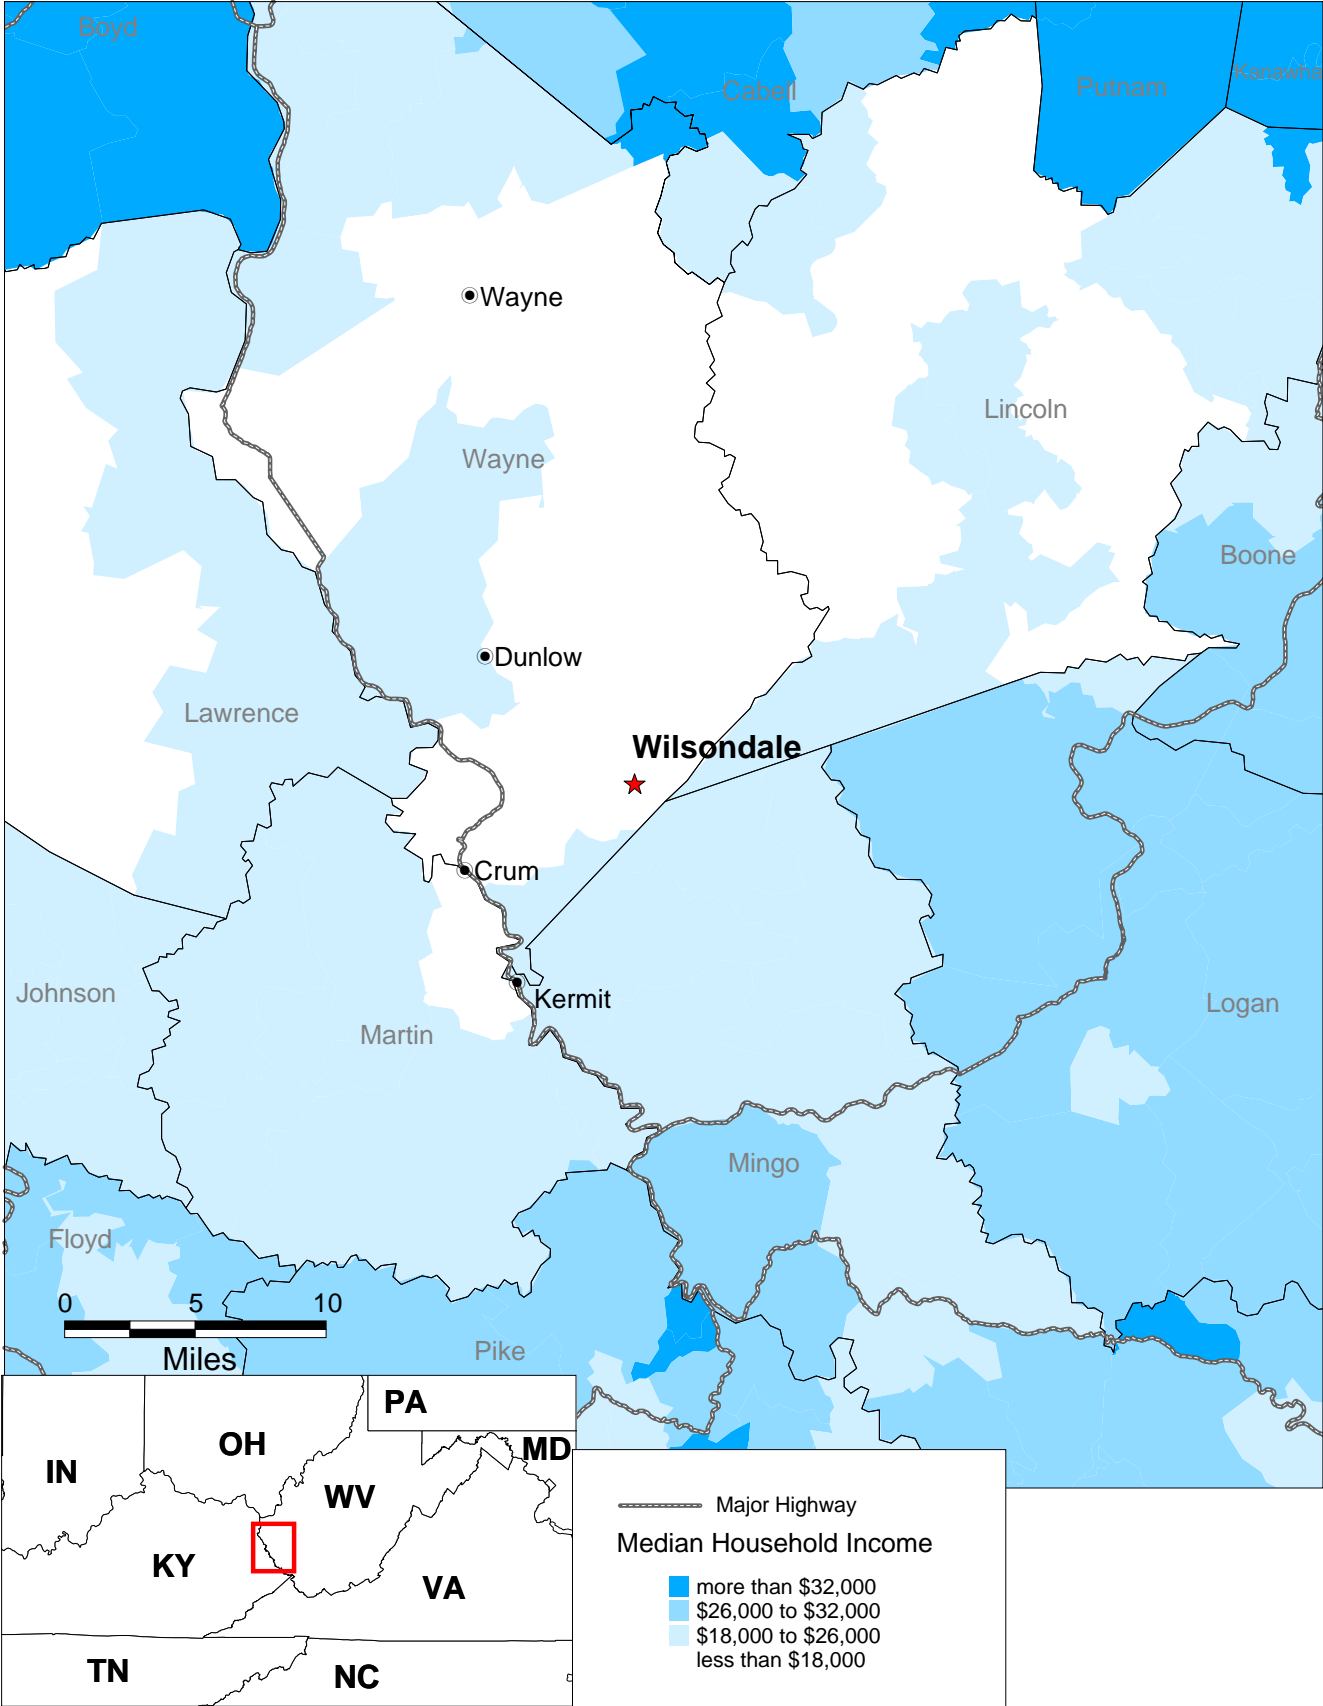 Boyd
Cabell
Putnam
Kanawha
Wayne
Lincoln
Wayne
Boone
Dunlow
Lawrence
Wilsondale
Crum
Johnson
Kermit
Logan
Martin
Mingo
Floyd
0 5 10
Miles
Pike
PA
OH
MD
IN
WV
KY
VA
TN
NC
Major Highway
Median Household Income
more than $32,000
$26,000 to $32,000
$18,000 to $26,000
less than $18,000